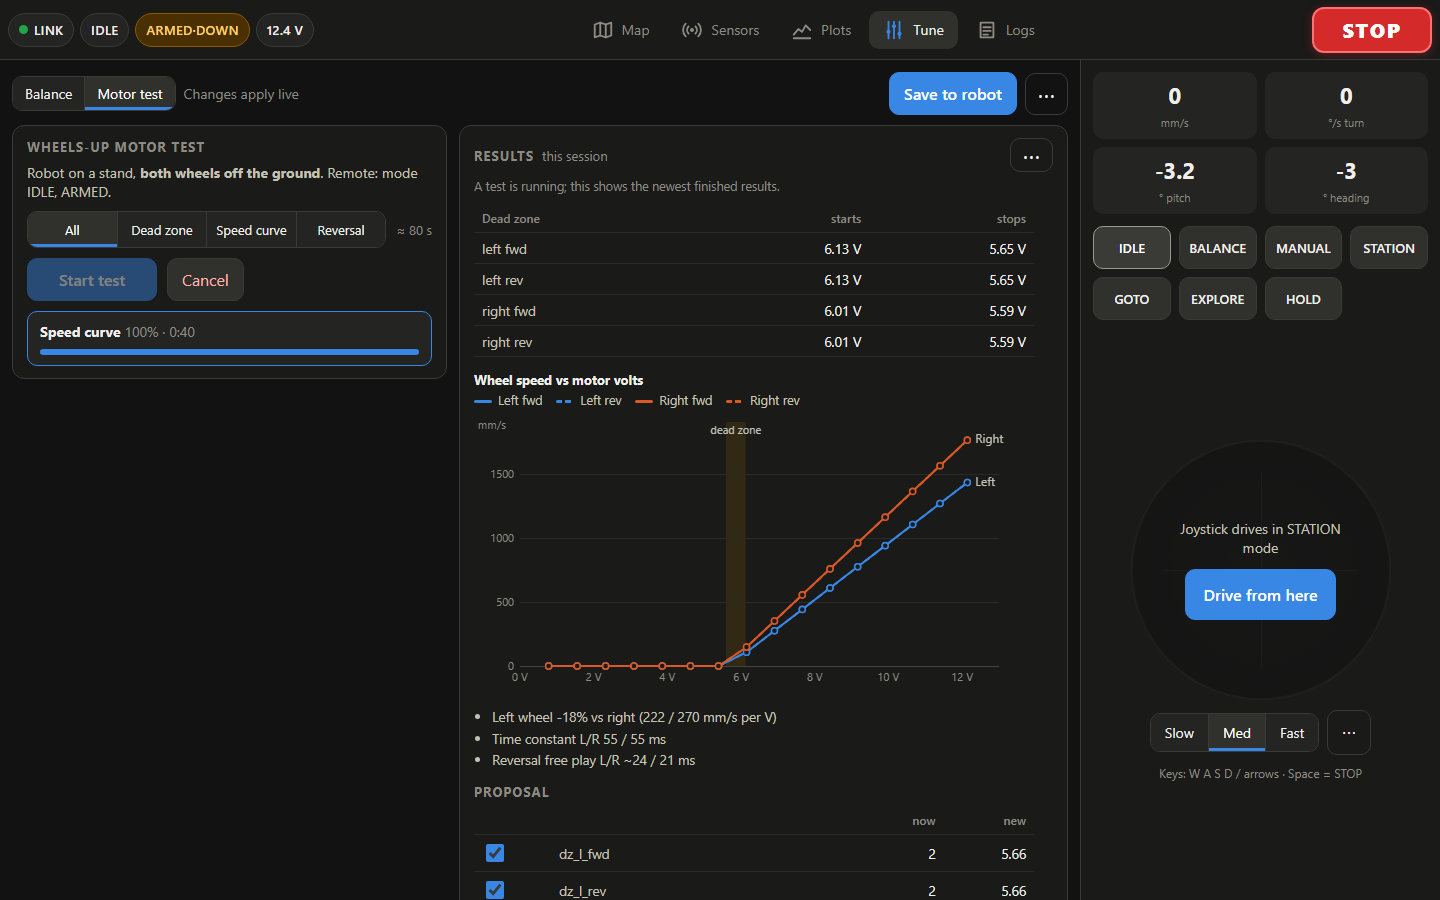 LINK
IDLE
ARMED·DOWN
12.4 V
Map
Sensors
Plots
Tune
Logs
STOP
Balance
Motor test
Changes apply live
Save to robot
...
WHEELS-UP MOTOR TEST
Robot on a stand, both wheels off the ground. Remote: mode
IDLE, ARMED.
All
Dead zone
Speed curve
Reversal
≈ 80 s
Start test
Cancel
Speed curve 100% · 0:40
RESULTS this session
...
A test is running; this shows the newest finished results.
Dead zone starts stops
left fwd 6.13 V 5.65 V
left rev 6.13 V 5.65 V
right fwd 6.01 V 5.59 V
right rev 6.01 V 5.59 V
Wheel speed vs motor volts
Left fwd Left rev Right fwd Right rev
mm/s
dead zone
Right
Left
1500
1000
500
0
0 V 2 V 4 V 6 V 8 V 10 V 12 V
Left wheel -18% vs right (222 / 270 mm/s per V)
Time constant L/R 55 / 55 ms
Reversal free play L/R ~24 / 21 ms
PROPOSAL
now new
dz_l_fwd 2 5.66
dz_l_rev 2 5.66
0
mm/s
0
°/s turn
-3.2
° pitch
-3
° heading
IDLE
BALANCE
MANUAL
STATION
GOTO
EXPLORE
HOLD
Joystick drives in STATION
mode
Drive from here
Slow
Med
Fast
...
Keys: W A S D / arrows · Space = STOP